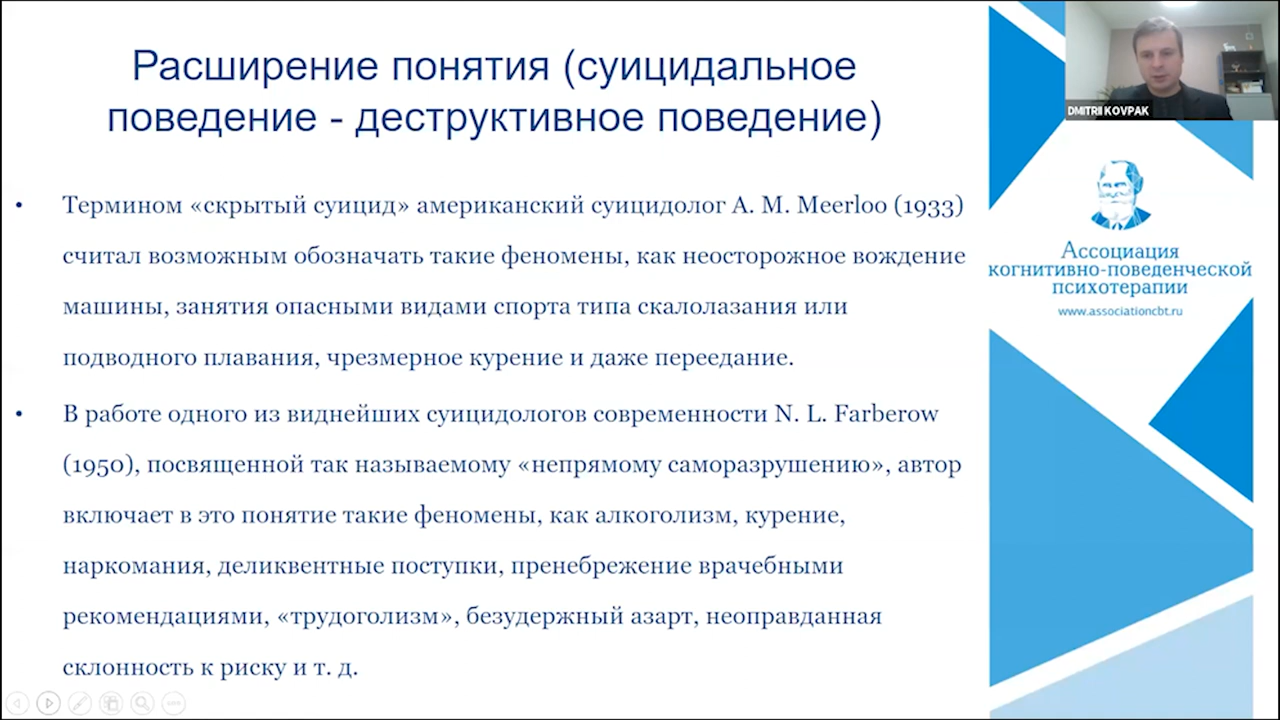 Расширение понятия (суицидальное
поведение - деструктивное поведение)
• Термином «скрытый суицид» американский суицидолог A. M. Meerloo (1933)
считал возможным обозначать такие феномены, как неосторожное вождение
машины, занятия опасными видами спорта типа скалолазания или
подводного плавания, чрезмерное курение и даже переедание.
• В работе одного из виднейших суицидологов современности N. L. Farberow
(1950), посвященной так называемому «непрямому саморазрушению», автор
включает в это понятие такие феномены, как алкоголизм, курение,
наркомания, деликвентные поступки, пренебрежение врачебными
рекомендациями, «трудоголизм», безудержный азарт, неоправданная
склонность к риску и т. д.
DMITRII KOVPAK
Ассоциация
когнитивно-поведенческой
психотерапии
www.associationcbt.ru